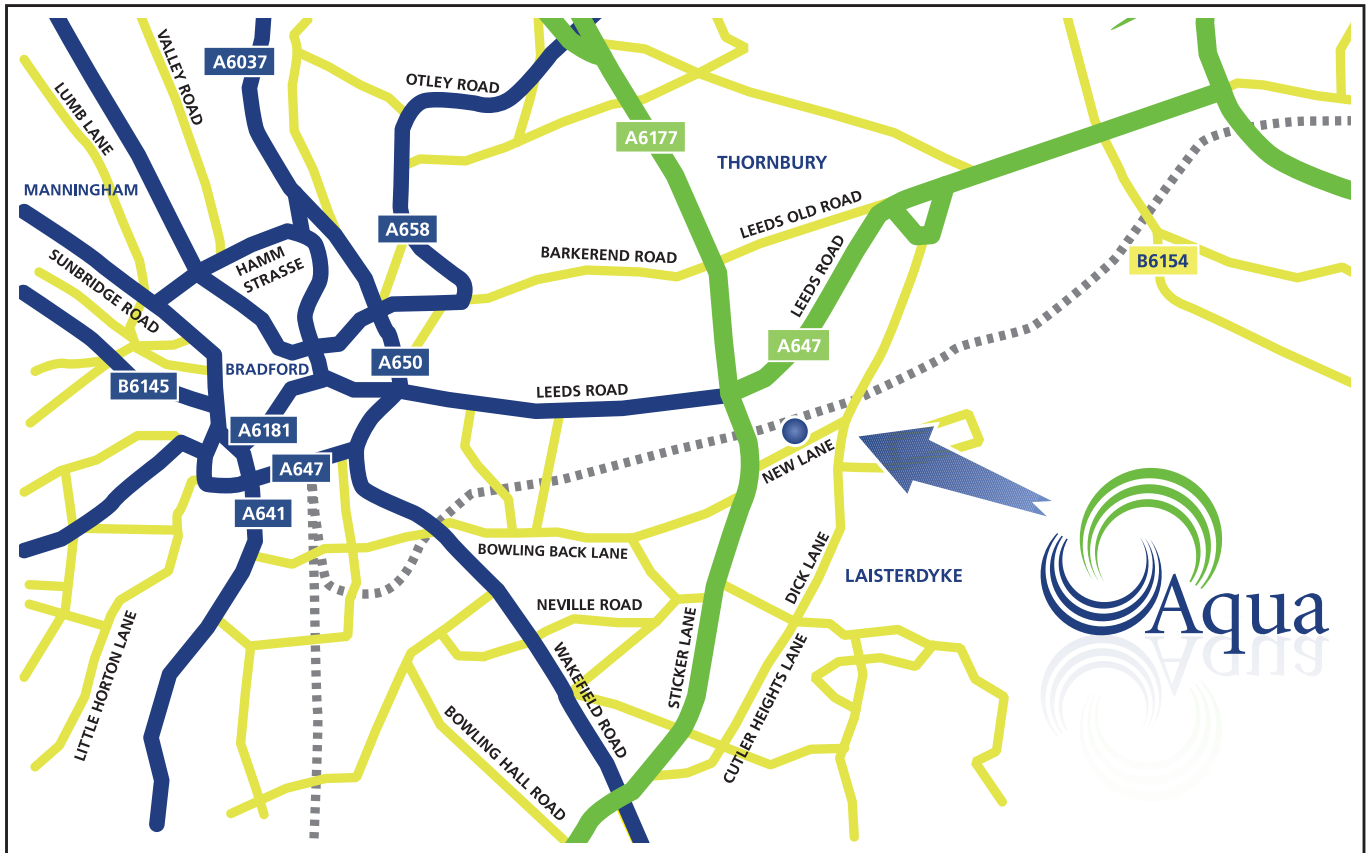 A6037
VALLEY ROAD
OTLEY ROAD
LUMB LANE
A6177
THORNBURY
MANNINGHAM
LEEDS OLD ROAD
A658
BARKEREND ROAD
HAMM
STRASSE
SUNBRIDGE ROAD
B6154
LEEDS ROAD
A647
A650
BRADFORD
B6145
LEEDS ROAD
A6181
NEW LANE
A647
A641
BOWLING BACK LANE
DICK LANE
LAISTERDYKE
NEVILLE ROAD
Aqua
LITTLE HORTON LANE
STICKER LANE
WAKEFIELD ROAD
CUTLER HEIGHTS LANE
BOWLING HALL ROAD